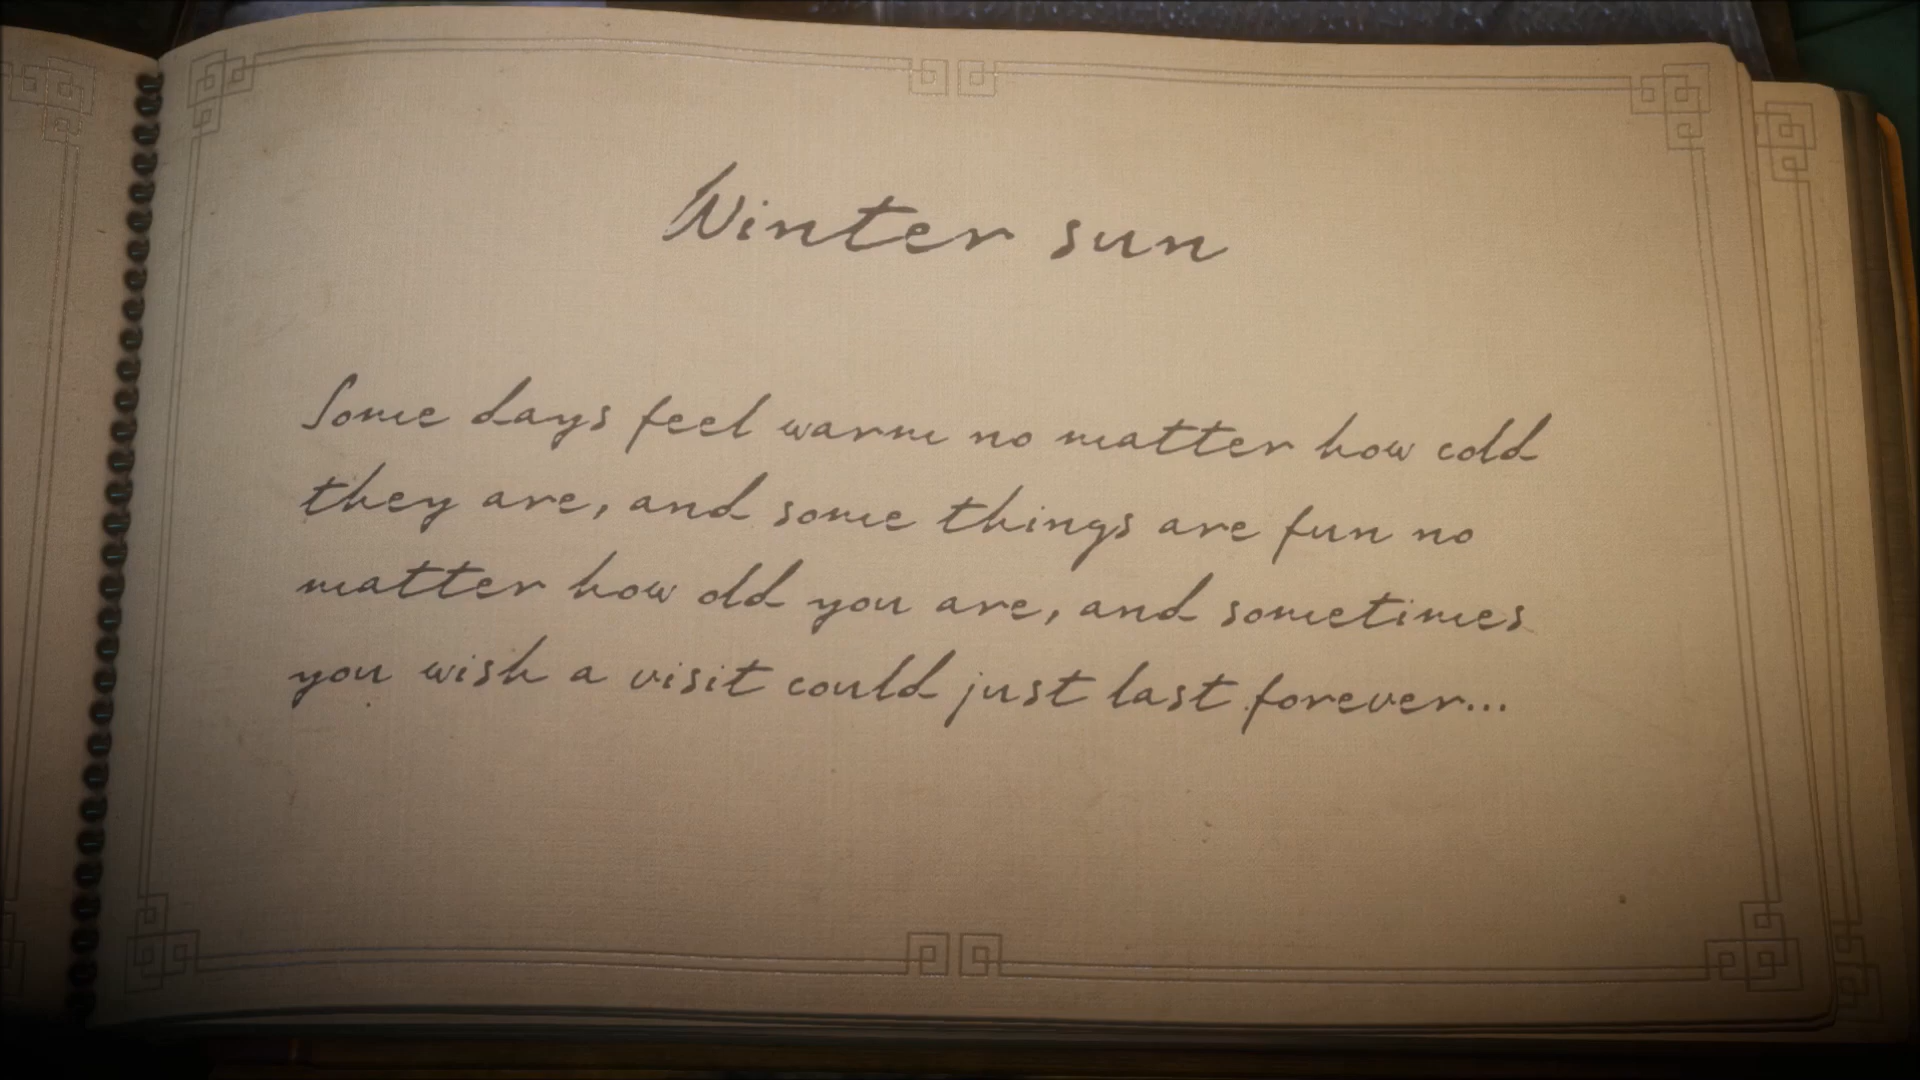 Winter sun
Some days feel warm no matter how cold
they are, and some things are fun no
matter how old you are, and sometimes
you wish a visit could just last forever...